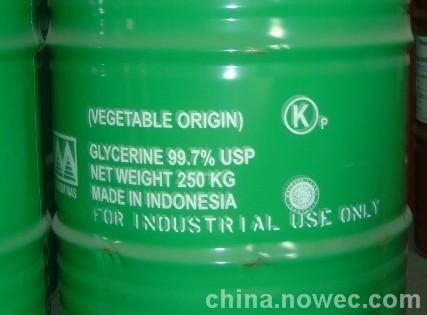 (VEGETABLE ORIGIN)
K P
GLYCERINE 99.7% USP
NET WEIGHT 250 KG
MADE IN INDONESIA
FOR INDUSTRIAL USE ONLY
MAS
china.nowec.com